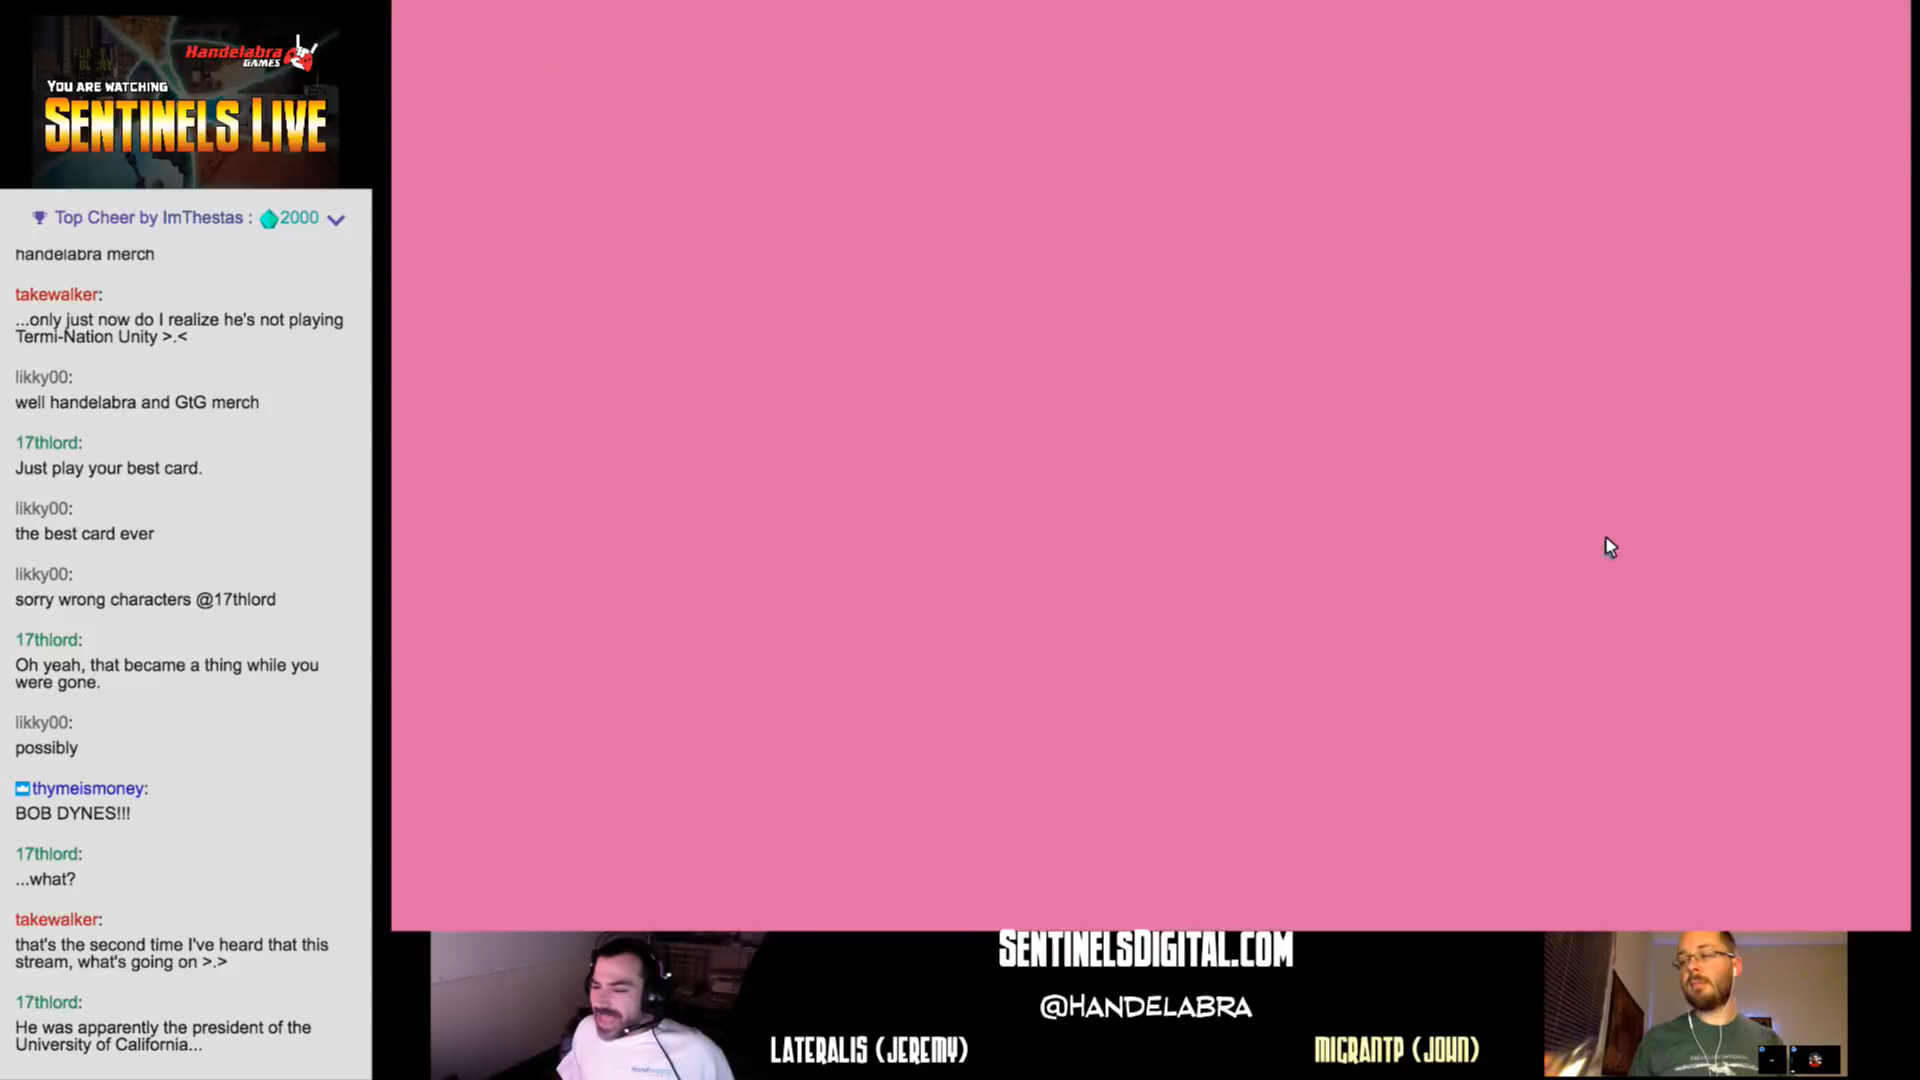 Handelabra
GAMES
YOU ARE WATCHING
SENTINELS LIVE
Top Cheer by ImThestas : 2000
handelabra merch
takewalker:
...only just now do I realize he's not playing
Termi-Nation Unity >.<
likky00:
well handelabra and GtG merch
17thlord:
Just play your best card.
likky00:
the best card ever
likky00:
sorry wrong characters @17thlord
17thlord:
Oh yeah, that became a thing while you
were gone.
likky00:
possibly
thymeismoney:
BOB DYNES!!!
17thlord:
...what?
takewalker:
that's the second time I've heard that this
stream, what's going on >.>
17thlord:
He was apparently the president of the
University of California...
SENTINELSDIGITAL.COM
@HANDELABRA
LATERALIS (JEREMY)
MIGRANTP (JOHN)